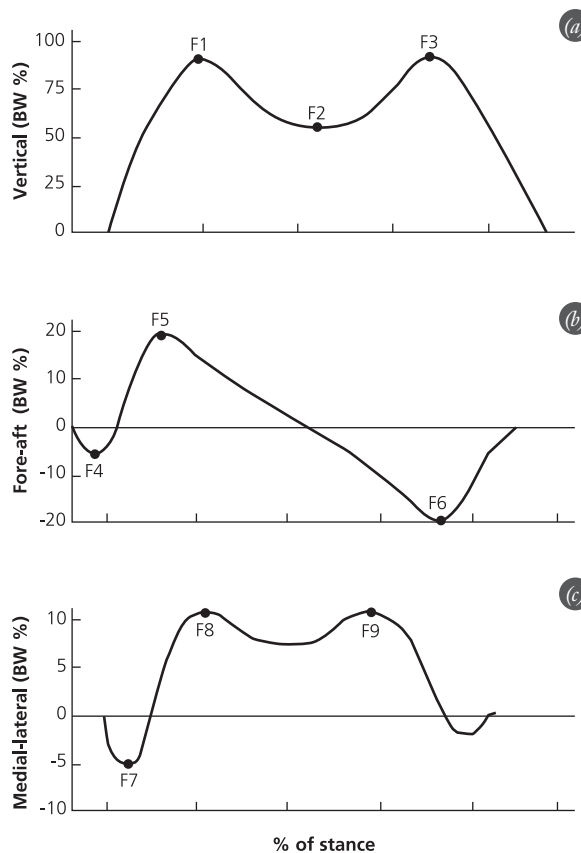 (a)
100
75
50
25
0
Vertical (BW %)
F1
F2
F3
(b)
20
10
0
-10
-20
Fore-aft (BW %)
F4
F5
F6
(c)
10
5
0
-5
-10
Medial-lateral (BW %)
F7
F8
F9
% of stance